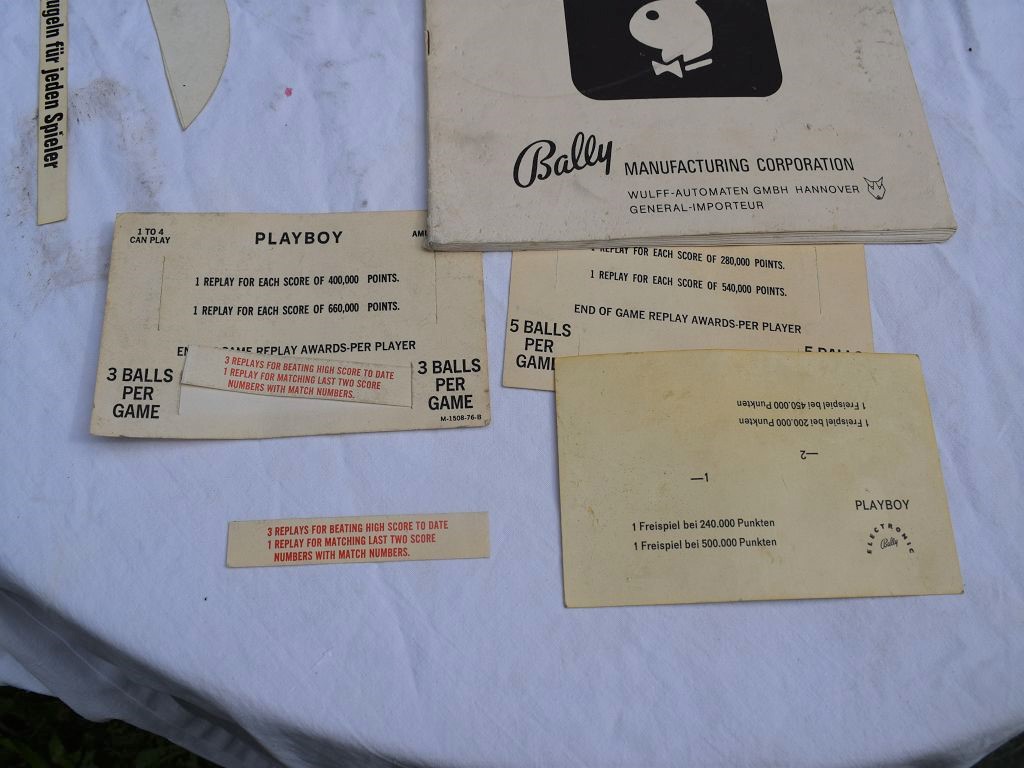 ugeln für jeden Spieler
Bally MANUFACTURING CORPORATION
WULFF-AUTOMATEN GMBH HANNOVER
GENERAL-IMPORTEUR
1 TO 4
CAN PLAY
PLAYBOY
1 REPLAY FOR EACH SCORE OF 400,000 POINTS.
1 REPLAY FOR EACH SCORE OF 660,000 POINTS.
END OF GAME REPLAY AWARDS-PER PLAYER
3 BALLS
PER
GAME
3 REPLAYS FOR BEATING HIGH SCORE TO DATE
1 REPLAY FOR MATCHING LAST TWO SCORE
NUMBERS WITH MATCH NUMBERS.
3 BALLS
PER
GAME
M-1508-76-B
1 REPLAY FOR EACH SCORE OF 280,000 POINTS.
1 REPLAY FOR EACH SCORE OF 540,000 POINTS.
END OF GAME REPLAY AWARDS-PER PLAYER
5 BALLS
PER
GAME
5 BALLS
1 Freispiel bei 450.000 Punkten
1 Freispiel bei 200.000 Punkten
—2
—1
PLAYBOY
1 Freispiel bei 240.000 Punkten
1 Freispiel bei 500.000 Punkten
ELECTRONIC
Bally
3 REPLAYS FOR BEATING HIGH SCORE TO DATE
1 REPLAY FOR MATCHING LAST TWO SCORE
NUMBERS WITH MATCH NUMBERS.